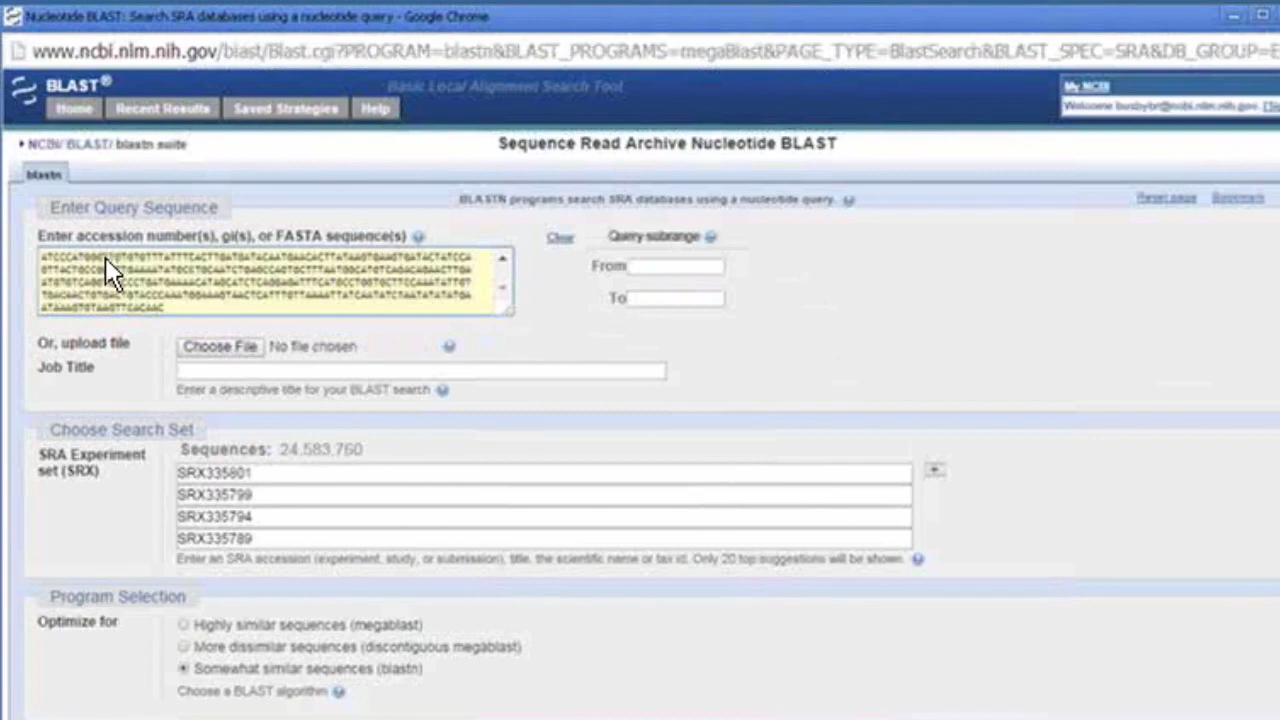 Nucleotide BLAST: Search SRA databases using a nucleotide query - Google Chrome
www.ncbi.nlm.nih.gov/blast/Blast.cgi?PROGRAM=blastn&BLAST_PROGRAMS=megaBlast&PAGE_TYPE=BlastSearch&BLAST_SPEC=SRA&DB_GROUP=E
BLAST® Basic Local Alignment Search Tool
My NCBI
Home Recent Results Saved Strategies Help
Welcome
NCBI/ BLAST/ blastn suite
Sequence Read Archive Nucleotide BLAST
blastn
BLASTN programs search SRA databases using a nucleotide query.
Reset page Bookmark
Enter Query Sequence
Enter accession number(s), gi(s), or FASTA sequence(s)
Clear
Query subrange
From
To
Or, upload file Choose File No file chosen
Job Title
Enter a descriptive title for your BLAST search
Choose Search Set
SRA Experiment set (SRX)
Sequences: 24,583,760
SRX335801
SRX335799
SRX335794
SRX335789
Enter an SRA accession (experiment, study, or submission), title, the scientific name or tax id. Only 20 top suggestions will be shown.
Program Selection
Optimize for
Highly similar sequences (megablast)
More dissimilar sequences (discontiguous megablast)
Somewhat similar sequences (blastn)
Choose a BLAST algorithm